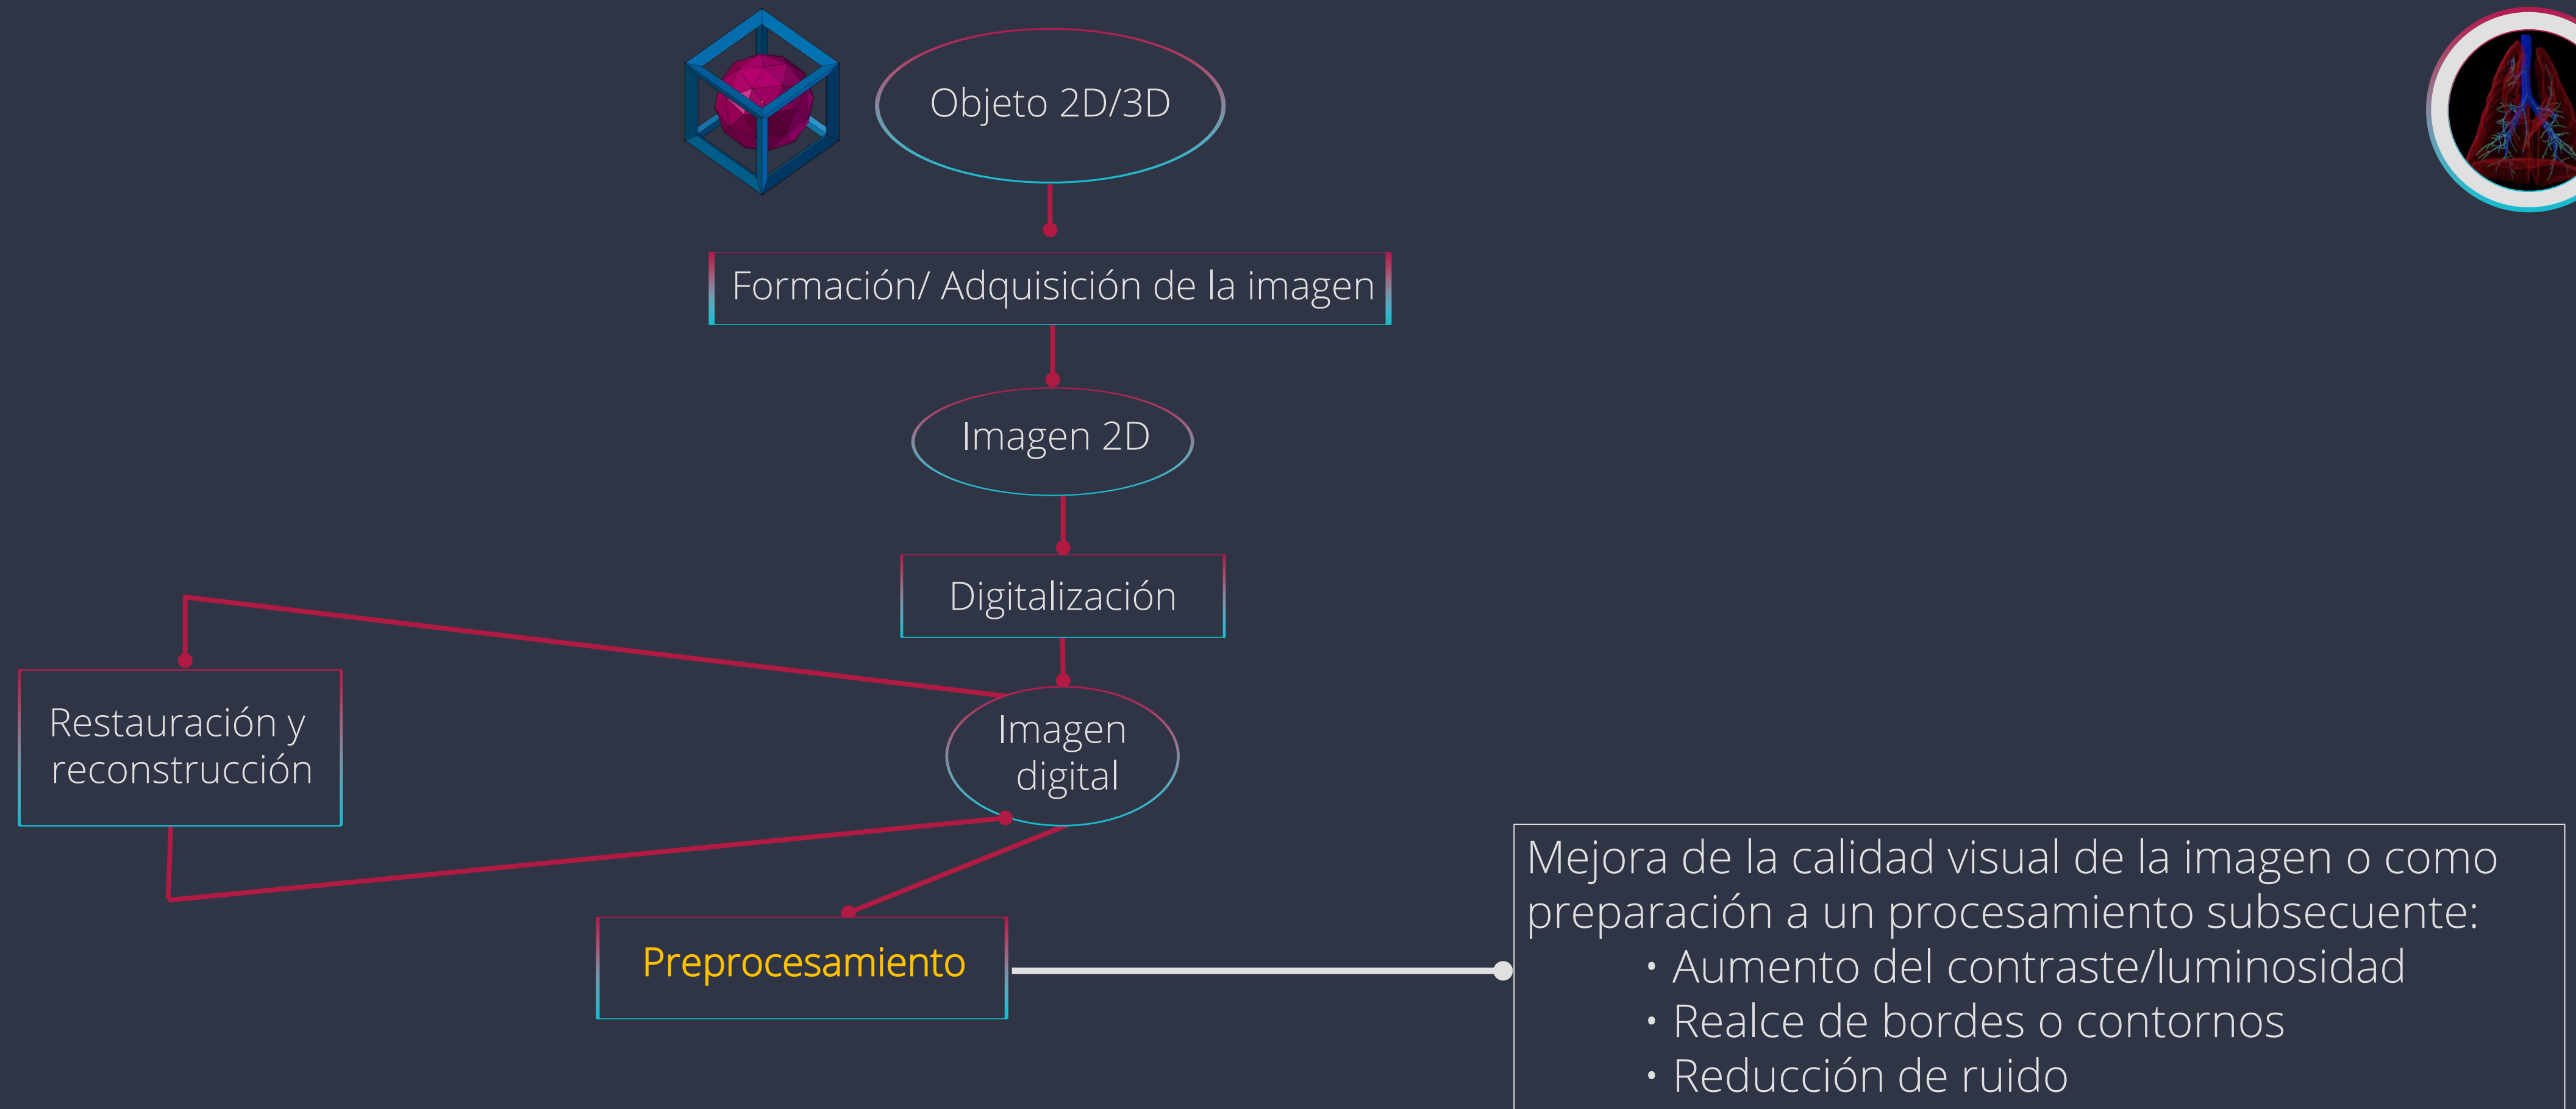 Objeto 2D/3D
Formación/ Adquisición de la imagen
Imagen 2D
Digitalización
Restauración y
reconstrucción
Imagen
digital
Preprocesamiento
Mejora de la calidad visual de la imagen o como
preparación a un procesamiento subsecuente:
• Aumento del contraste/luminosidad
• Realce de bordes o contornos
• Reducción de ruido